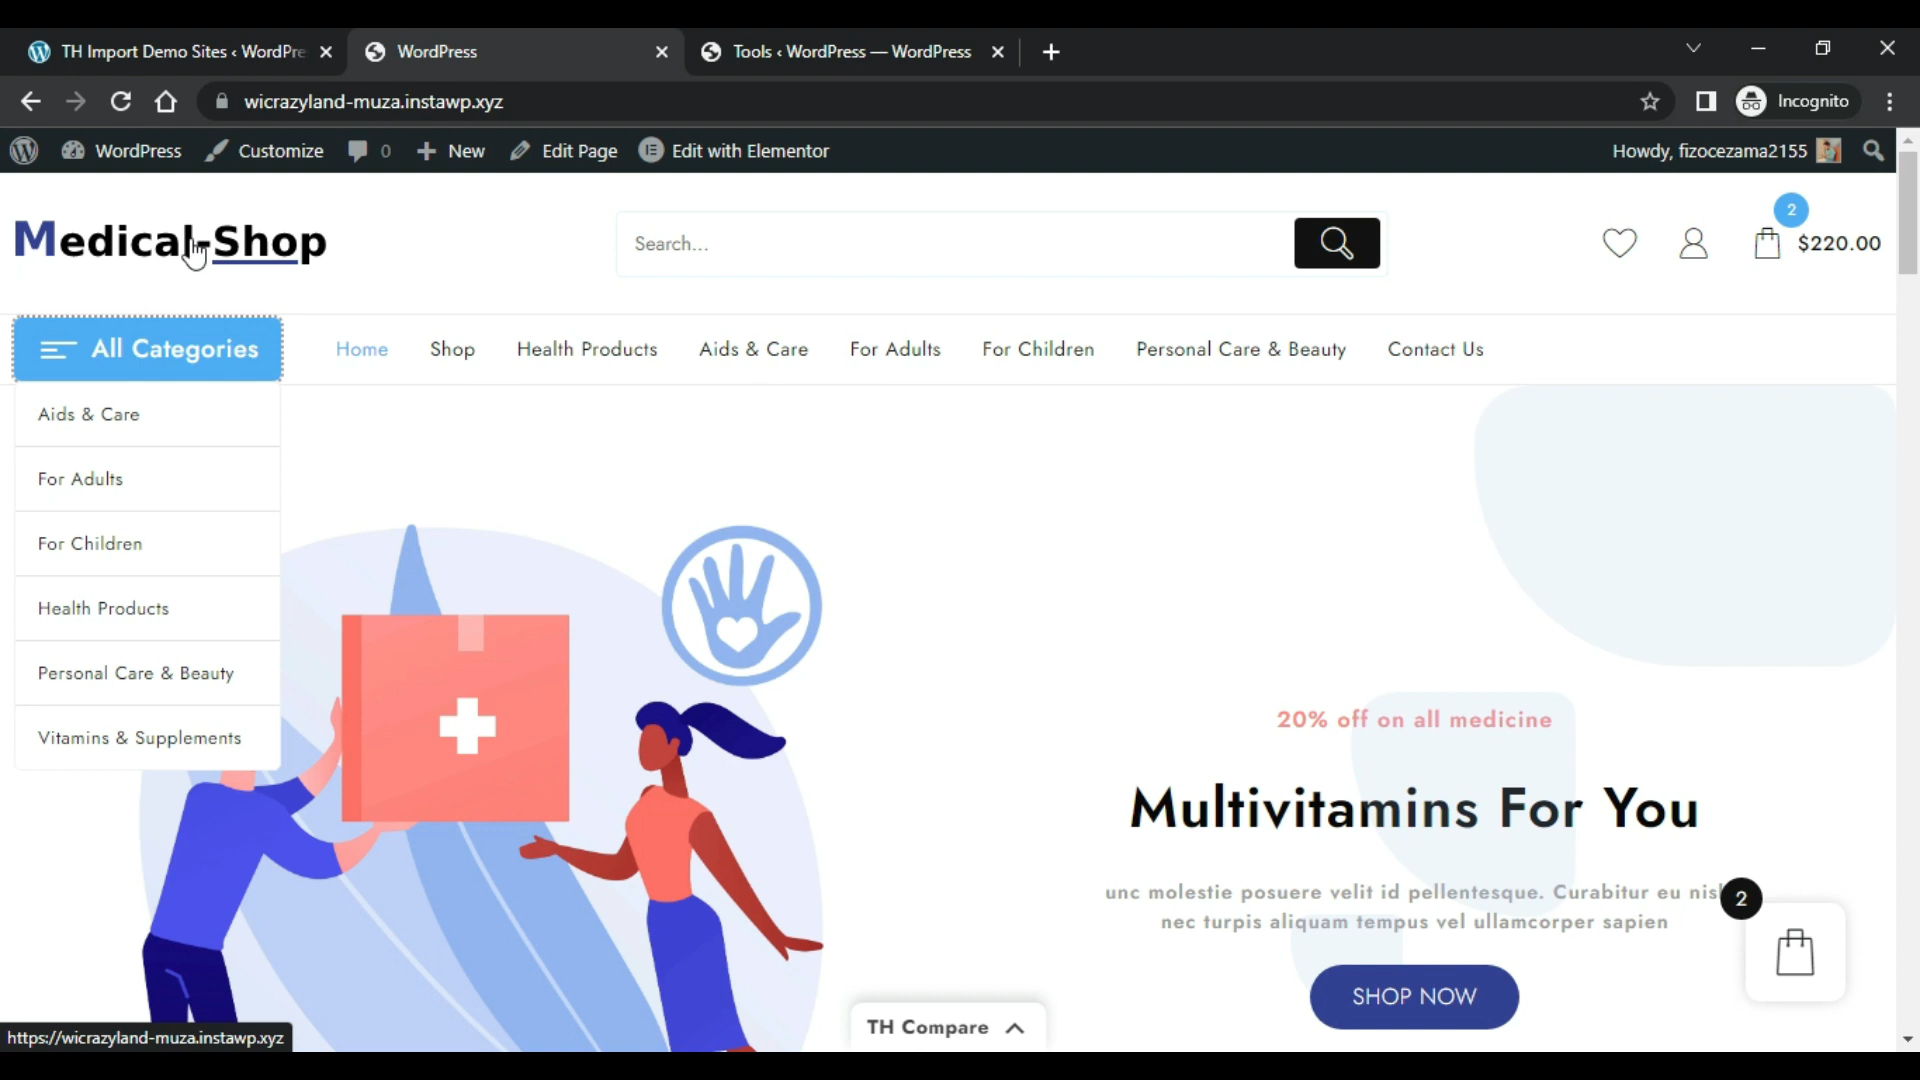 TH Import Demo Sites ‹ WordPre
WordPress
Tools ‹ WordPress — WordPress
wicrazyland-muza.instawp.xyz
Incognito
WordPress
Customize
0
New
Edit Page
Edit with Elementor
Howdy, fizocezama2155
Medical-Shop
Search...
2
$220.00
All Categories
Home
Shop
Health Products
Aids & Care
For Adults
For Children
Personal Care & Beauty
Contact Us
Aids & Care
For Adults
For Children
Health Products
Personal Care & Beauty
Vitamins & Supplements
20% off on all medicine
Multivitamins For You
unc molestie posuere velit id pellentesque. Curabitur eu nisl
nec turpis aliquam tempus vel ullamcorper sapien
2
SHOP NOW
TH Compare
https://wicrazyland-muza.instawp.xyz